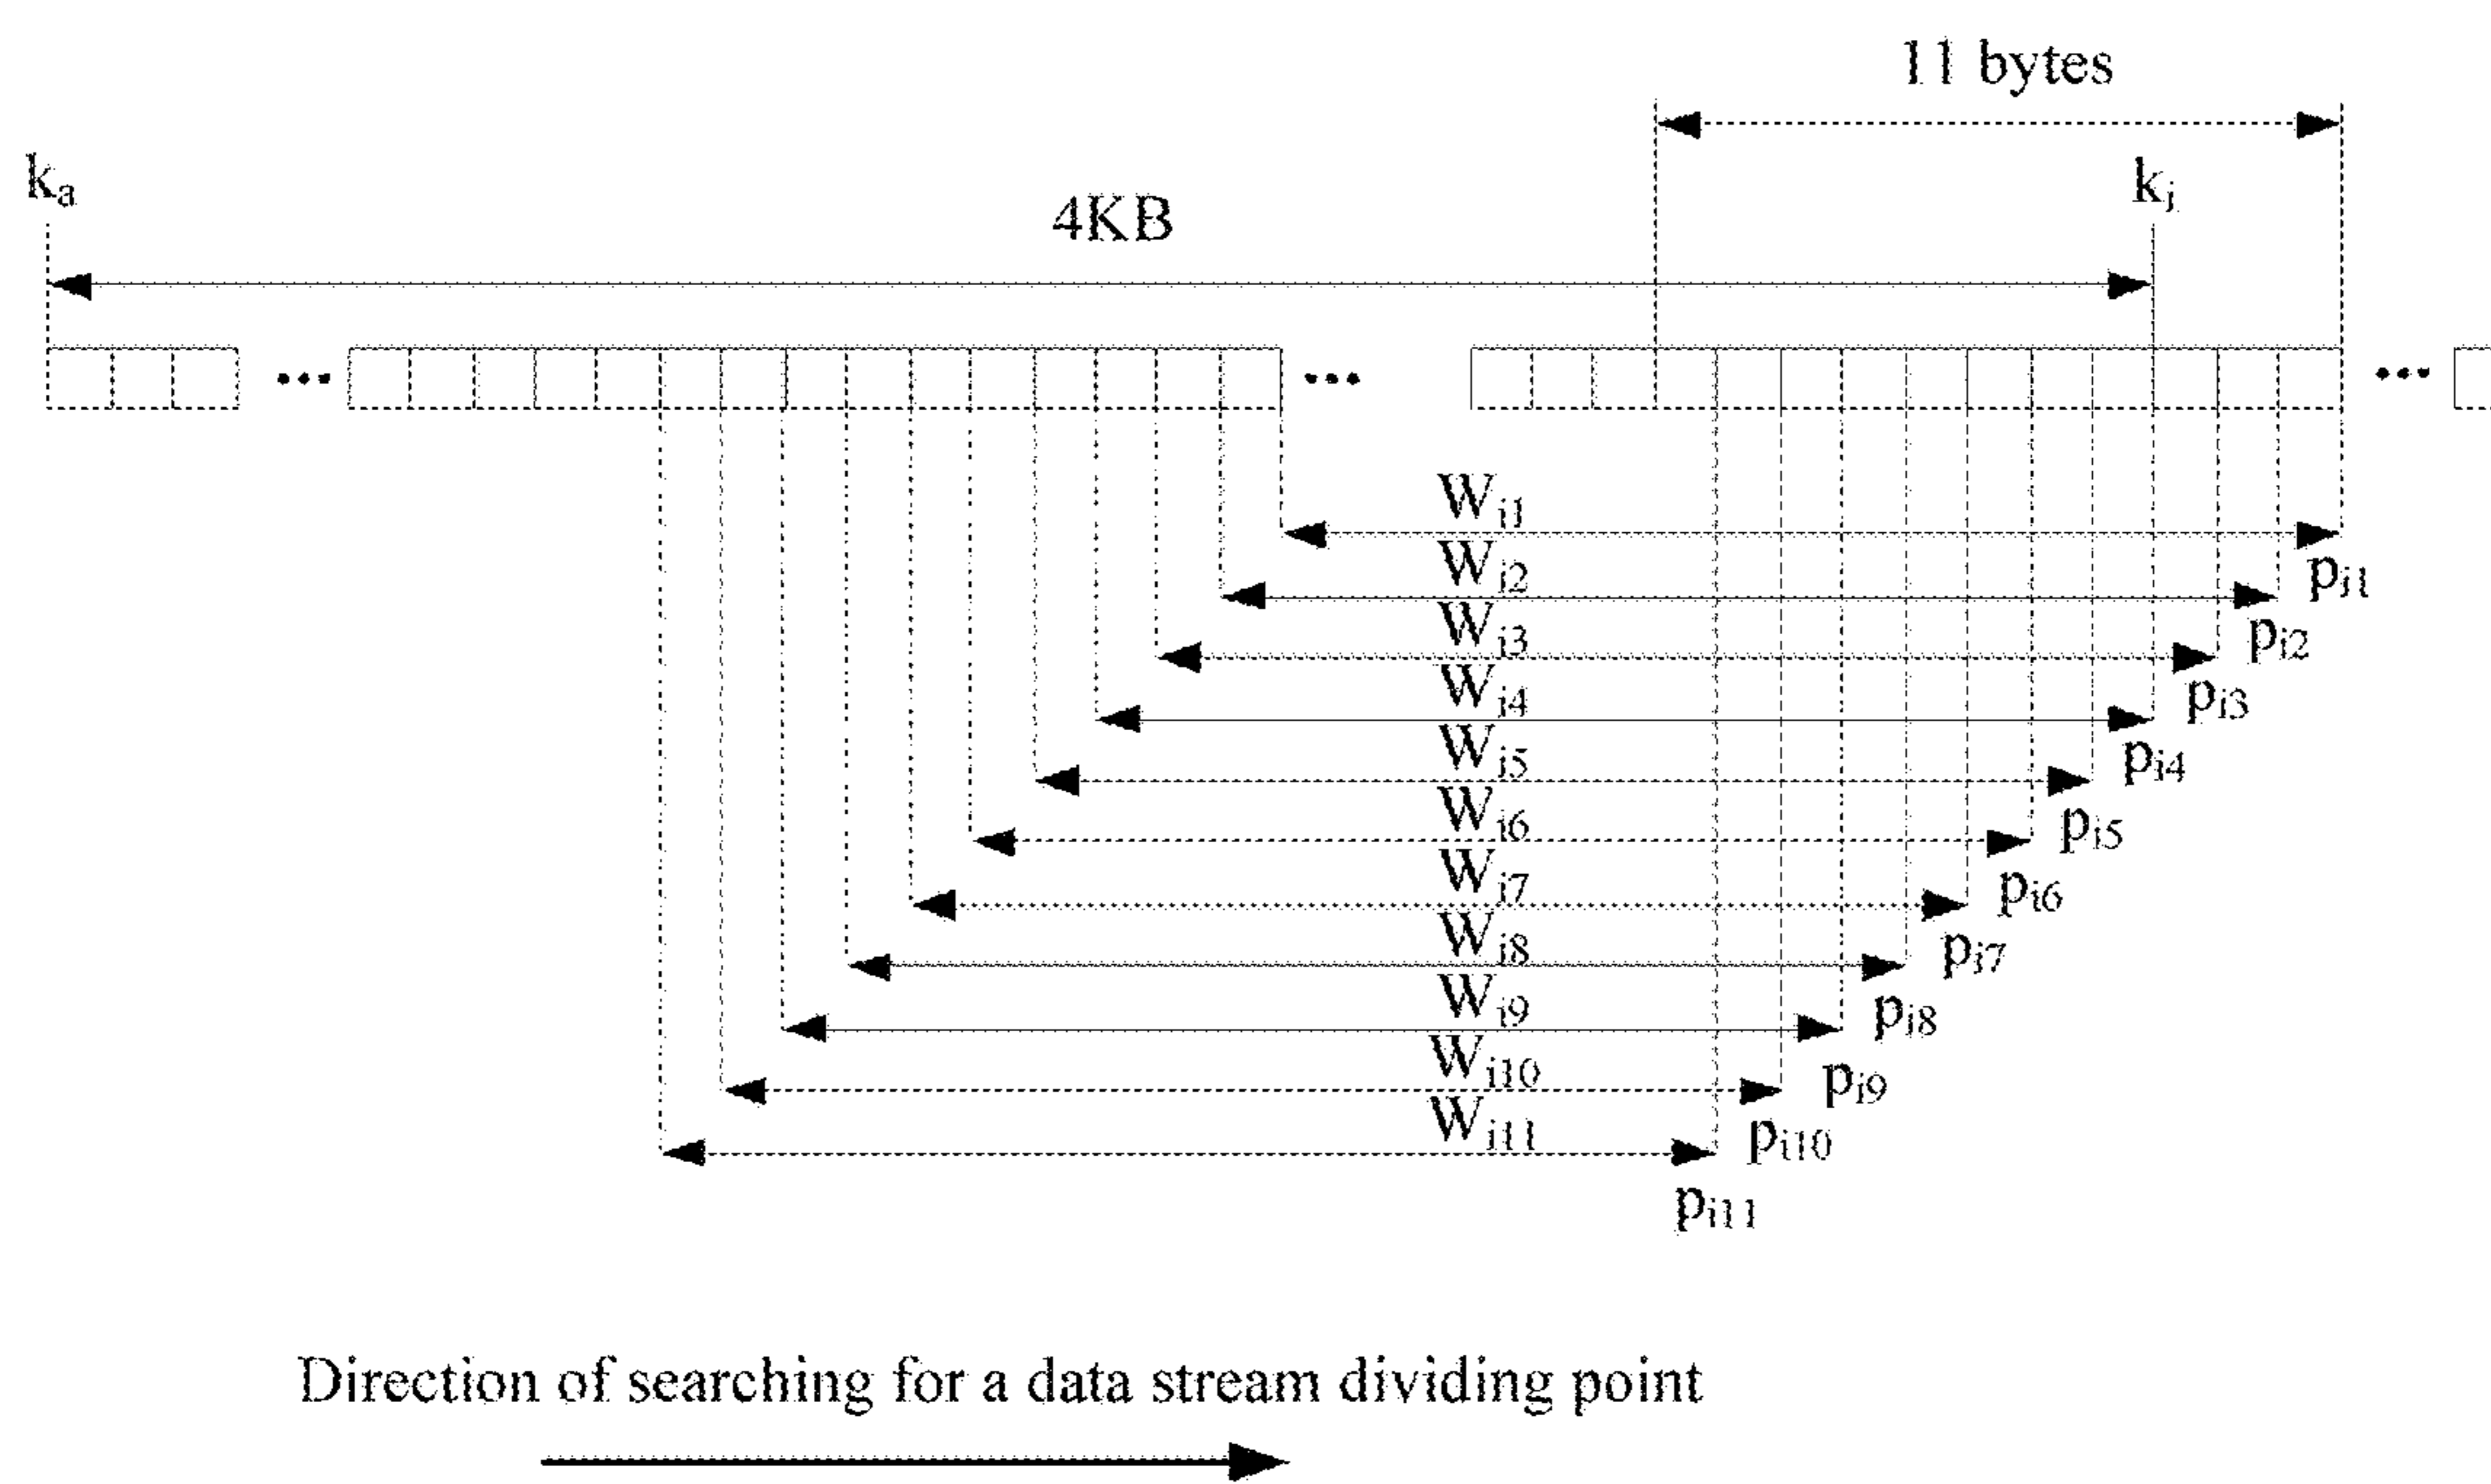 11 bytes
kₐ
4KB
kᵢ
Wᵢ₁
Wᵢ₂
pᵢ₁
Wᵢ₃
pᵢ₂
Wᵢ₄
pᵢ₃
Wᵢ₅
pᵢ₄
Wᵢ₆
pᵢ₅
Wᵢ₇
pᵢ₆
Wᵢ₈
pᵢ₇
Wᵢ₉
pᵢ₈
Wᵢ₁₀
pᵢ₉
Wᵢ₁₁
pᵢ₁₀
pᵢ₁₁
Direction of searching for a data stream dividing point